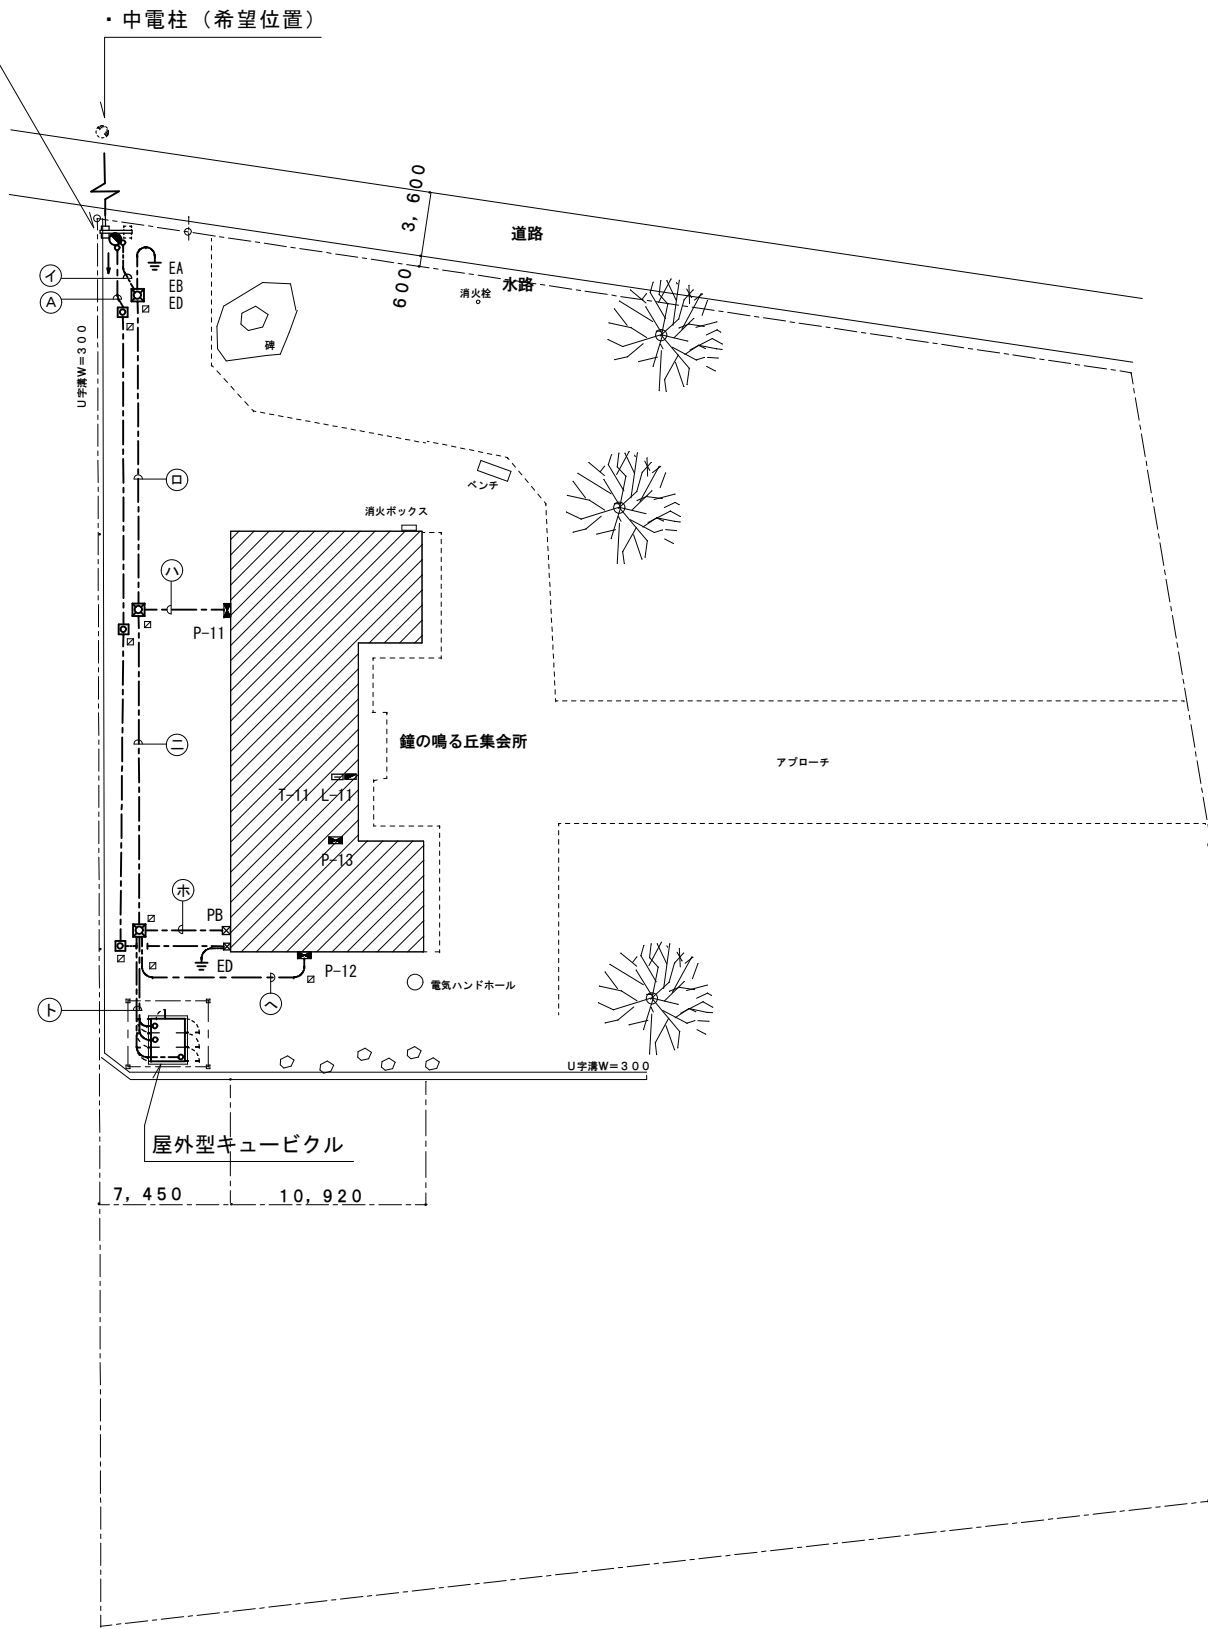 ・中電柱（希望位置）
3,600
道路
600
水路
消火栓
イ
A
EA
EB
ED
碑
U字溝W=300
ロ
ベンチ
消火ボックス
ハ
P-11
ニ
鐘の鳴る丘集会所
アプローチ
T-11 L-11
P-13
ホ
PB
ED
P-12
ヘ
電気ハンドホール
ト
U字溝W=300
屋外型キュービクル
7,450
10,920